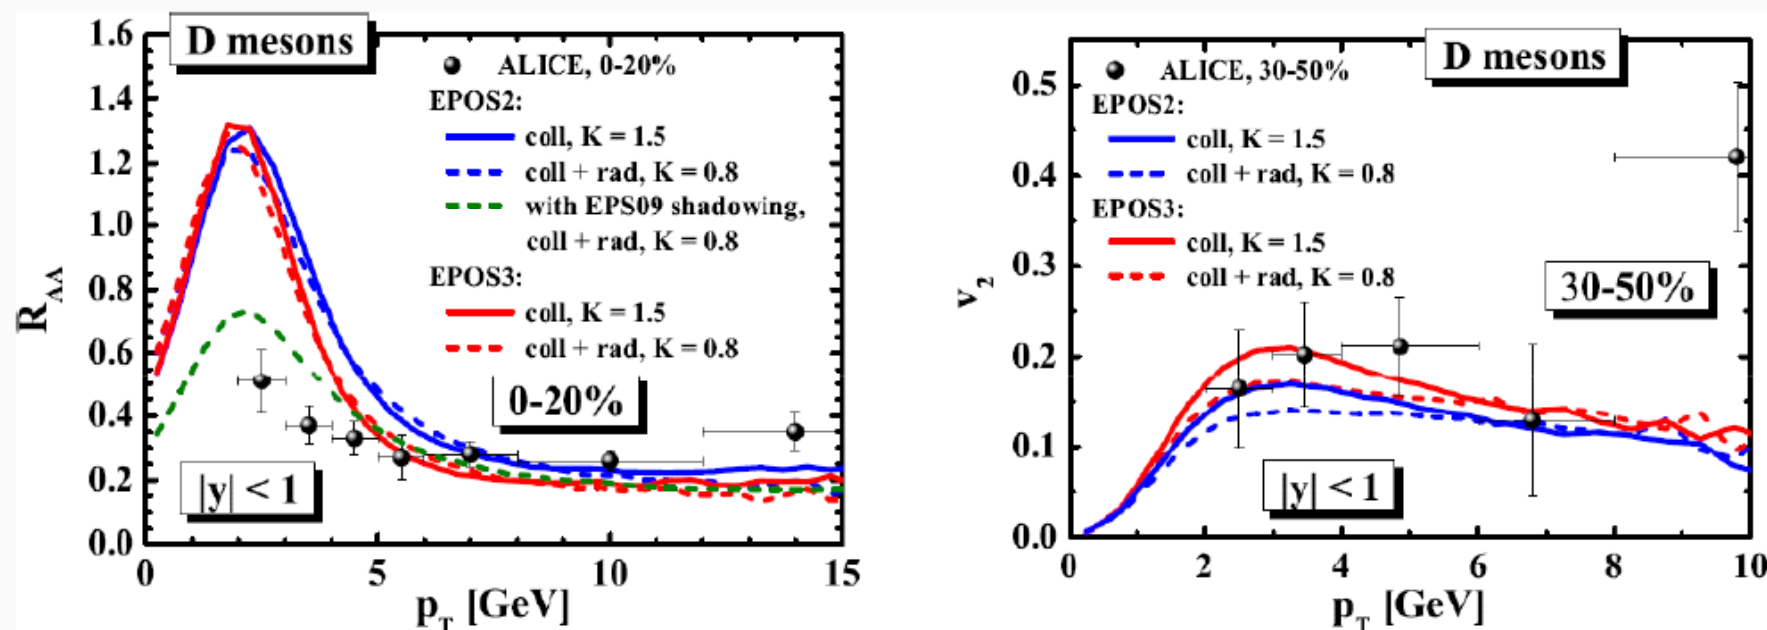 D mesons
ALICE, 0-20%
EPOS2:
coll, K = 1.5
coll + rad, K = 0.8
with EPS09 shadowing,
coll + rad, K = 0.8
EPOS3:
coll, K = 1.5
coll + rad, K = 0.8
0-20%
|y| < 1
R_AA
1.6
1.4
1.2
1.0
0.8
0.6
0.4
0.2
0.0
0 5 10 15
p_T [GeV]
D mesons
ALICE, 30-50%
EPOS2:
coll, K = 1.5
coll + rad, K = 0.8
EPOS3:
coll, K = 1.5
coll + rad, K = 0.8
30-50%
|y| < 1
v_2
0.5
0.4
0.3
0.2
0.1
0.0
0 2 4 6 8 10
p_T [GeV]